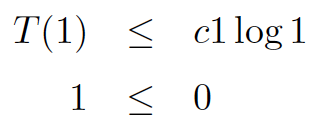 T(1) ≤ c1 log 1
1 ≤ 0